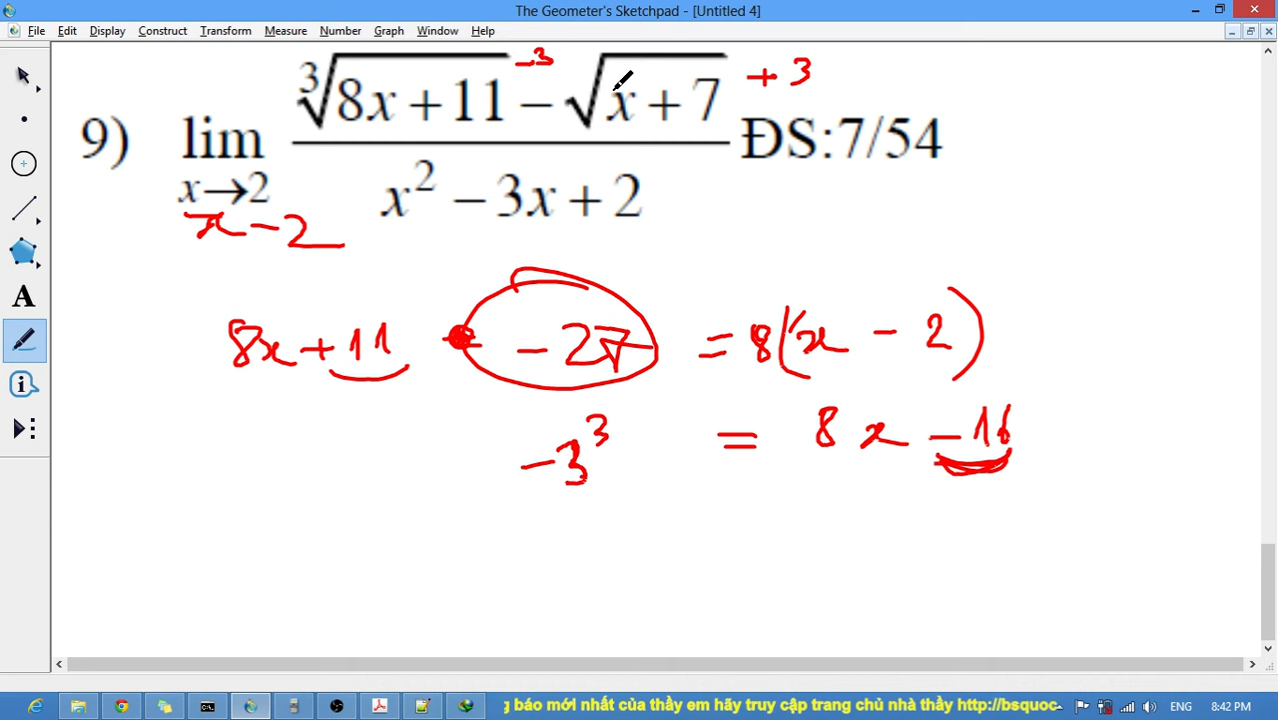 The Geometer's Sketchpad - [Untitled 4]
File Edit Display Construct Transform Measure Number Graph Window Help
9) lim x→2 (∛(8x + 11) − √(x + 7)) / (x² − 3x + 2) ĐS:7/54
−3 + 3
x − 2
8x + 11 − 27 = 8(x − 2)
−3³ = 8x − 16
A
g báo mới nhất của thầy em hãy truy cập trang chủ nhà thầy http://bsquoc
ENG 8:42 PM